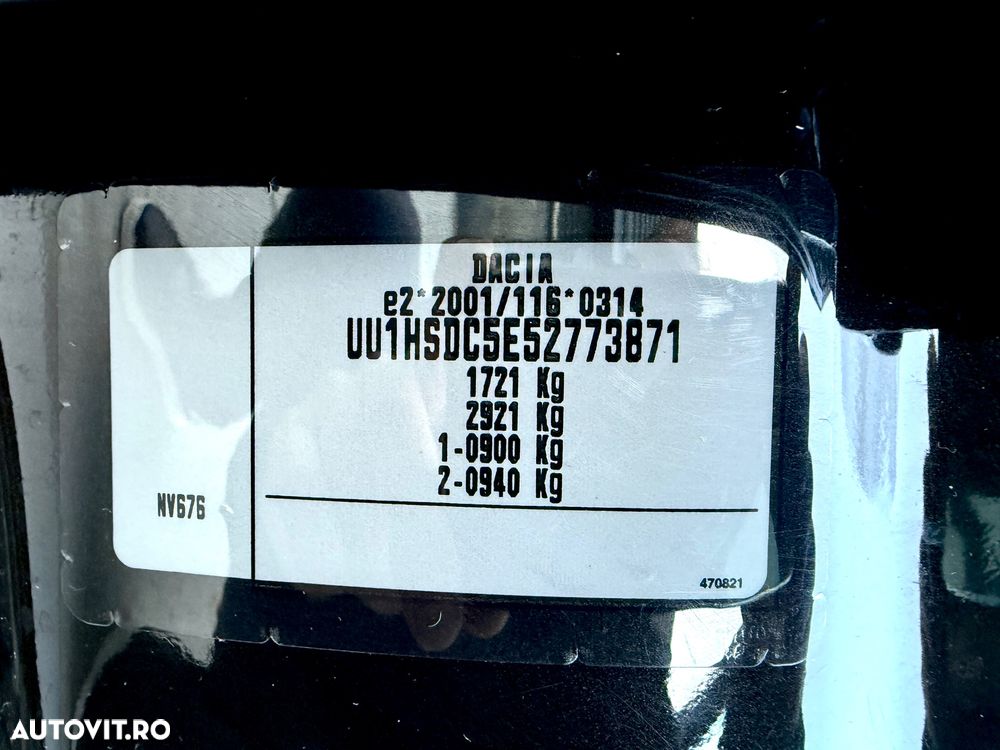 DACIA
e2*2001/116*0314
UU1HSDC5E52773871
1721 Kg
2921 Kg
1-0900 Kg
2-0940 Kg
NV676
470821
AUTOVIT.RO